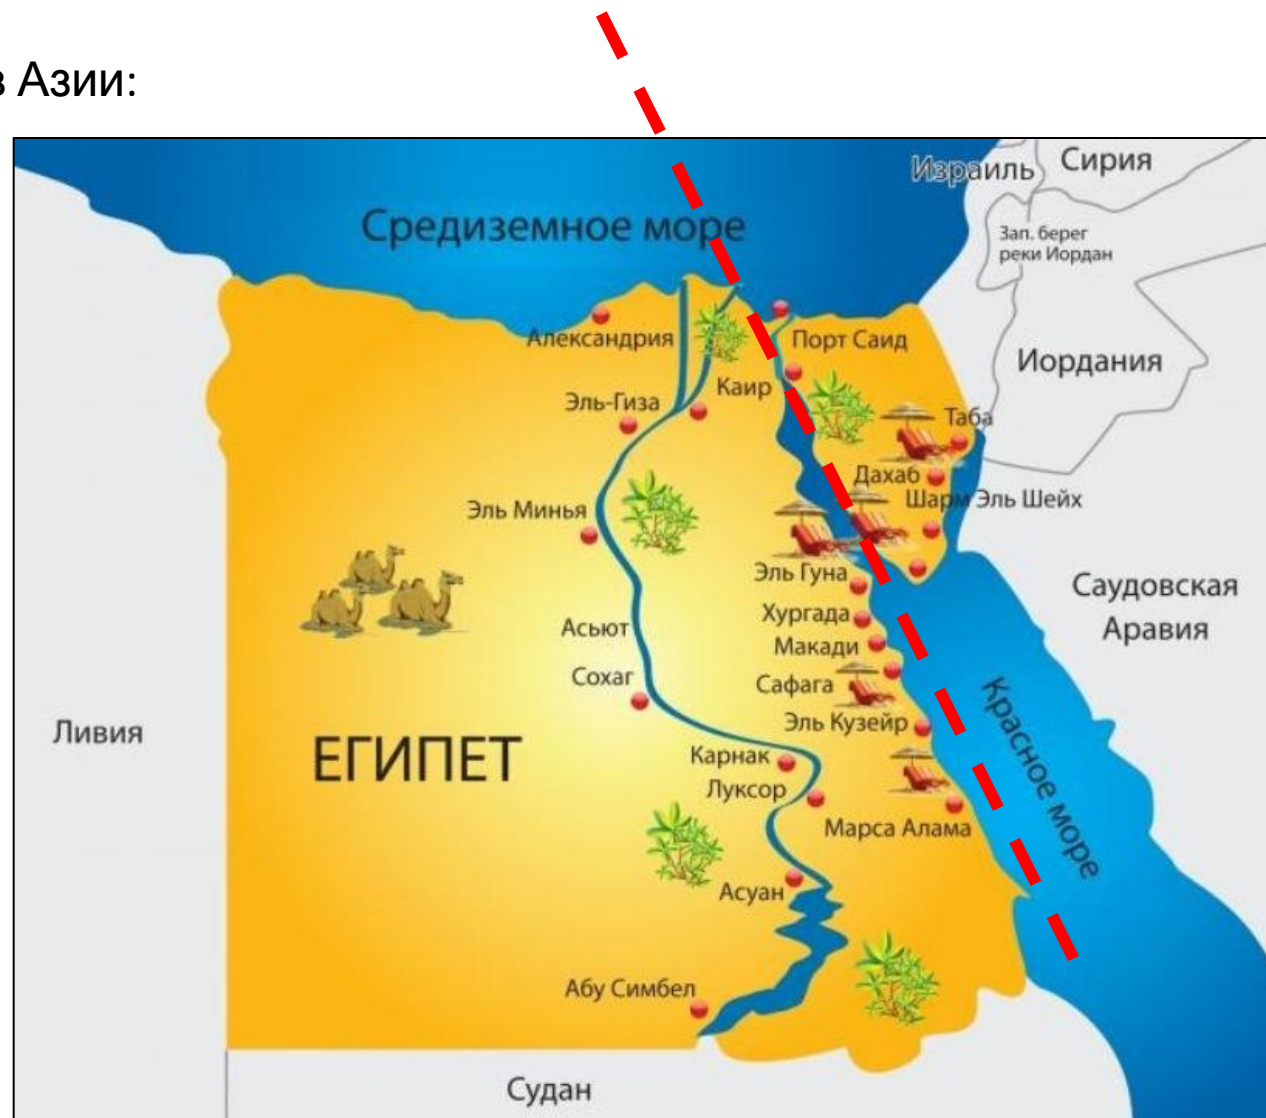 в Азии:
Израиль
Сирия
Средиземное море
Зап. берег
реки Иордан
Александрия
Порт Саид
Иордания
Каир
Эль-Гиза
Таба
Дахаб
Шарм Эль Шейх
Эль Минья
Эль Гуна
Саудовская
Аравия
Хургада
Асьют
Макади
Сохаг
Сафага
Красное море
Эль Кузейр
Ливия
ЕГИПЕТ
Карнак
Луксор
Марса Алама
Асуан
Абу Симбел
Судан